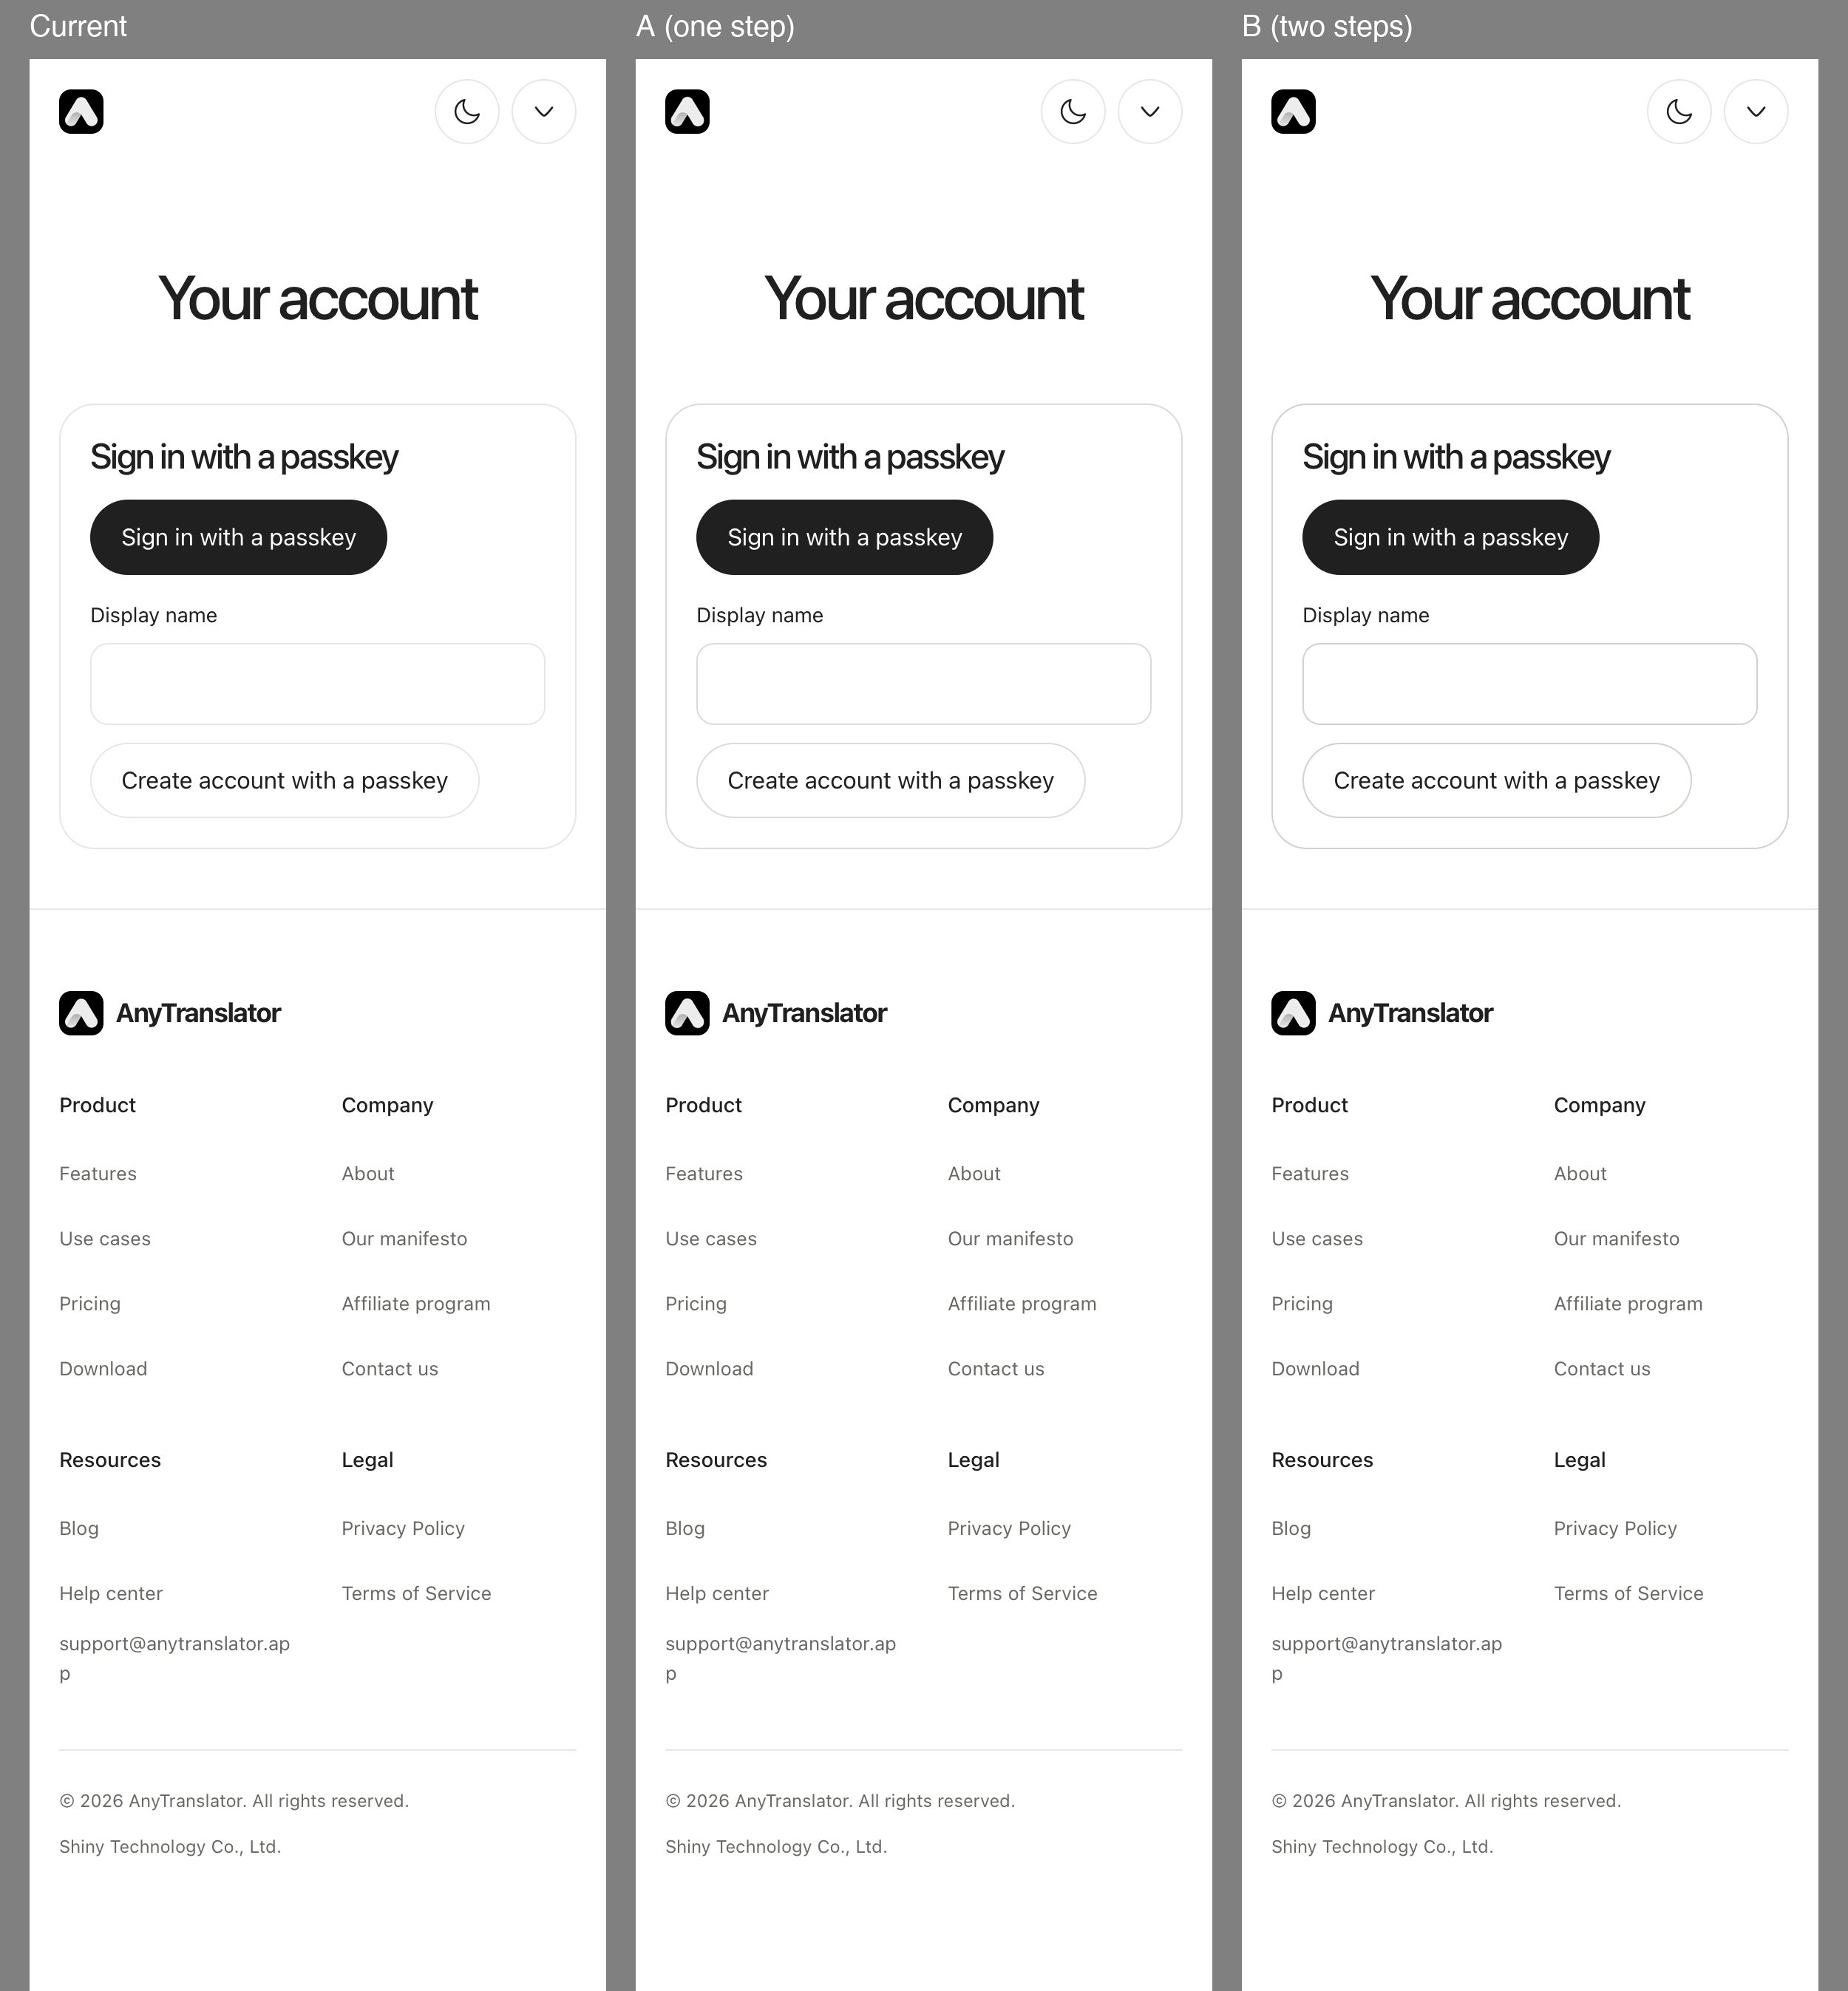 Current
Your account
Sign in with a passkey
Sign in with a passkey
Display name
Create account with a passkey
AnyTranslator
Product
Features
Use cases
Pricing
Download
Company
About
Our manifesto
Affiliate program
Contact us
Resources
Blog
Help center
support@anytranslator.ap
p
Legal
Privacy Policy
Terms of Service
© 2026 AnyTranslator. All rights reserved.
Shiny Technology Co., Ltd.
A (one step)
Your account
Sign in with a passkey
Sign in with a passkey
Display name
Create account with a passkey
AnyTranslator
Product
Features
Use cases
Pricing
Download
Company
About
Our manifesto
Affiliate program
Contact us
Resources
Blog
Help center
support@anytranslator.ap
p
Legal
Privacy Policy
Terms of Service
© 2026 AnyTranslator. All rights reserved.
Shiny Technology Co., Ltd.
B (two steps)
Your account
Sign in with a passkey
Sign in with a passkey
Display name
Create account with a passkey
AnyTranslator
Product
Features
Use cases
Pricing
Download
Company
About
Our manifesto
Affiliate program
Contact us
Resources
Blog
Help center
support@anytranslator.ap
p
Legal
Privacy Policy
Terms of Service
© 2026 AnyTranslator. All rights reserved.
Shiny Technology Co., Ltd.